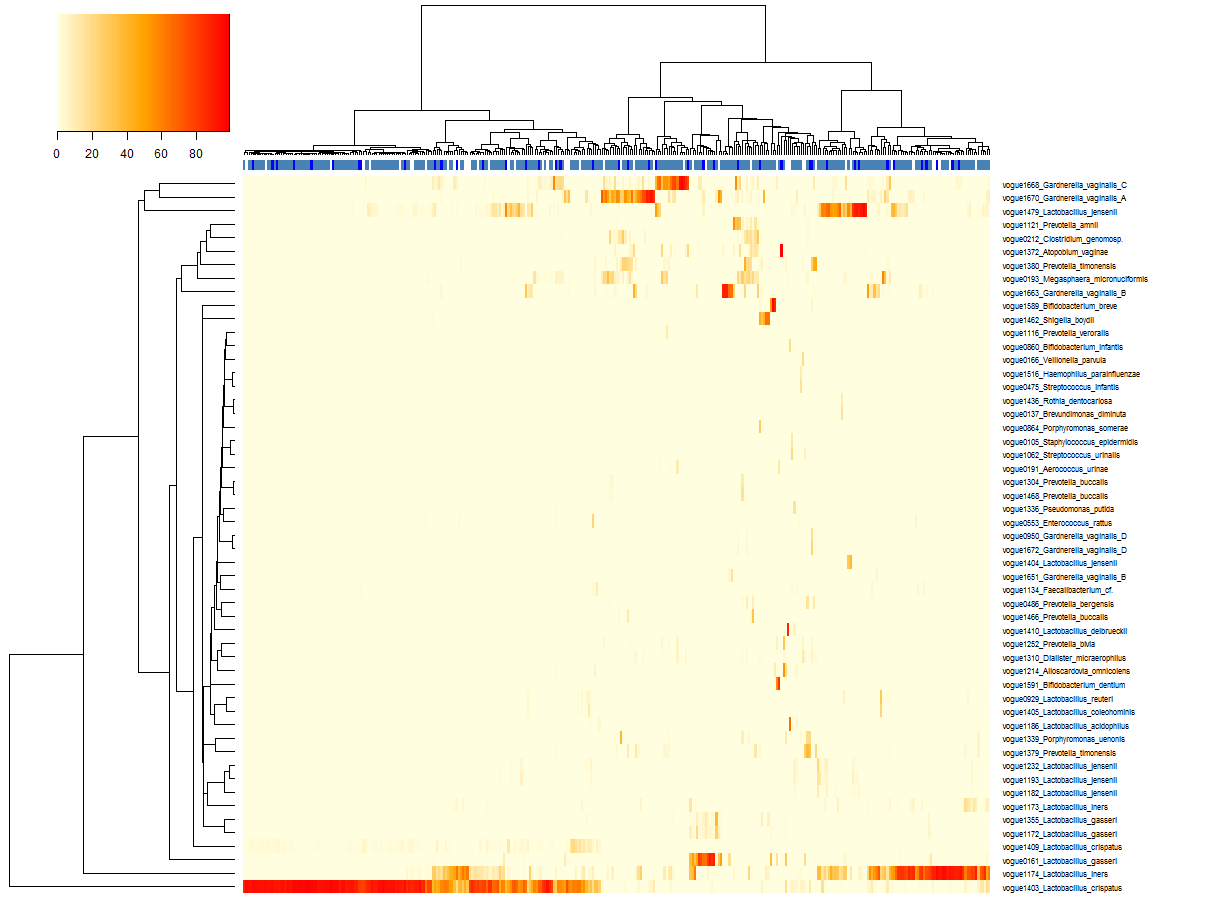 0 20 40 60 80
vogue1668_Gardnerella_vaginalis_C
vogue1670_Gardnerella_vaginalis_A
vogue1479_Lactobacillus_jensenii
vogue1121_Prevotella_amnii
vogue0212_Clostridium_genomosp.
vogue1372_Atopobium_vaginae
vogue1380_Prevotella_timonensis
vogue0193_Megasphaera_micronuciformis
vogue1663_Gardnerella_vaginalis_B
vogue1589_Bifidobacterium_breve
vogue1462_Shigella_boydii
vogue1116_Prevotella_veroralis
vogue0860_Bifidobacterium_infantis
vogue0166_Veillonella_parvula
vogue1516_Haemophilus_parainfluenzae
vogue0475_Streptococcus_infantis
vogue1436_Rothia_dentocariosa
vogue0137_Brevundimonas_diminuta
vogue0864_Porphyromonas_somerae
vogue0105_Staphylococcus_epidermidis
vogue1062_Streptococcus_urinalis
vogue0191_Aerococcus_urinae
vogue1304_Prevotella_buccalis
vogue1468_Prevotella_buccalis
vogue1336_Pseudomonas_putida
vogue0553_Enterococcus_rattus
vogue0950_Gardnerella_vaginalis_D
vogue1672_Gardnerella_vaginalis_D
vogue1404_Lactobacillus_jensenii
vogue1651_Gardnerella_vaginalis_B
vogue1134_Faecalibacterium_cf.
vogue0486_Prevotella_bergensis
vogue1466_Prevotella_buccalis
vogue1410_Lactobacillus_delbrueckii
vogue1252_Prevotella_bivia
vogue1310_Dialister_micraerophilus
vogue1214_Alloscardovia_omnicolens
vogue1591_Bifidobacterium_dentium
vogue0929_Lactobacillus_reuteri
vogue1405_Lactobacillus_coleohominis
vogue1186_Lactobacillus_acidophilus
vogue1339_Porphyromonas_uenonis
vogue1379_Prevotella_timonensis
vogue1232_Lactobacillus_jensenii
vogue1193_Lactobacillus_jensenii
vogue1182_Lactobacillus_jensenii
vogue1173_Lactobacillus_iners
vogue1355_Lactobacillus_gasseri
vogue1172_Lactobacillus_gasseri
vogue1409_Lactobacillus_crispatus
vogue0161_Lactobacillus_gasseri
vogue1174_Lactobacillus_iners
vogue1403_Lactobacillus_crispatus